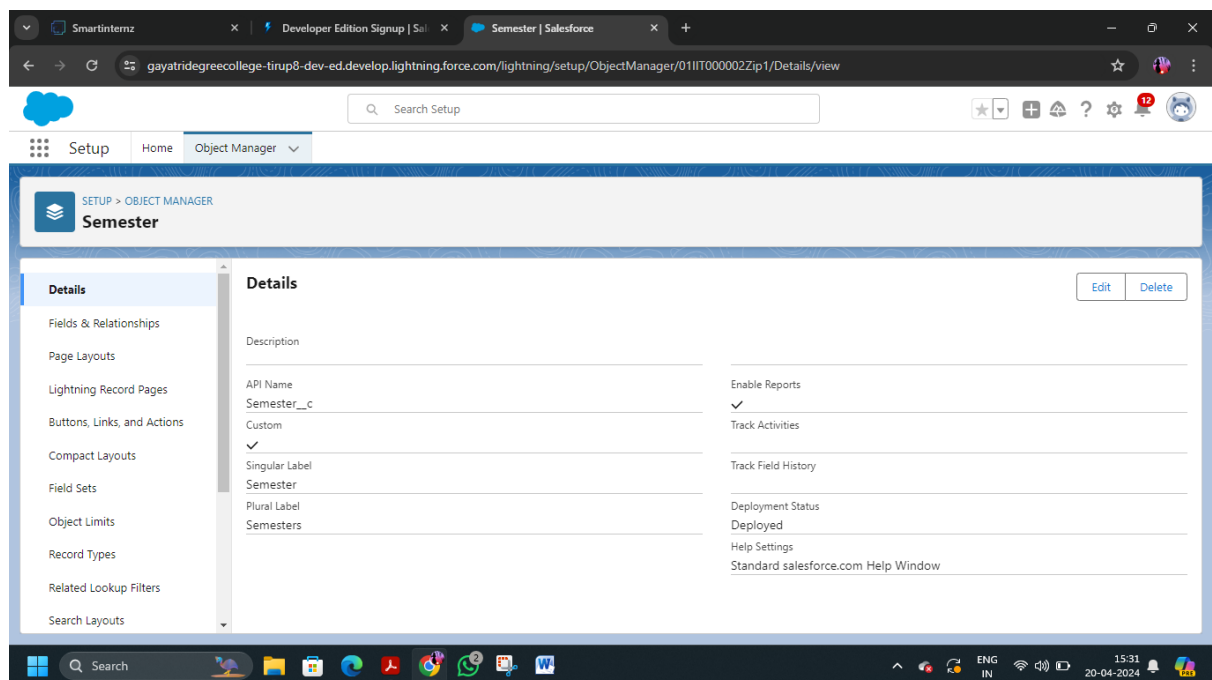 Smartinternz
Developer Edition Signup | Sal
Semester | Salesforce
gayatridegreecollege-tirup8-dev-ed.develop.lightning.force.com/lightning/setup/ObjectManager/01IIT000002Zip1/Details/view
Search Setup
12
Setup
Home
Object Manager
SETUP > OBJECT MANAGER
Semester
Details
Fields & Relationships
Page Layouts
Lightning Record Pages
Buttons, Links, and Actions
Compact Layouts
Field Sets
Object Limits
Record Types
Related Lookup Filters
Search Layouts
Details
Edit
Delete
Description
API Name
Semester__c
Custom
Singular Label
Semester
Plural Label
Semesters
Enable Reports
Track Activities
Track Field History
Deployment Status
Deployed
Help Settings
Standard salesforce.com Help Window
Search
2
ENG
IN
15:31
20-04-2024
PRE